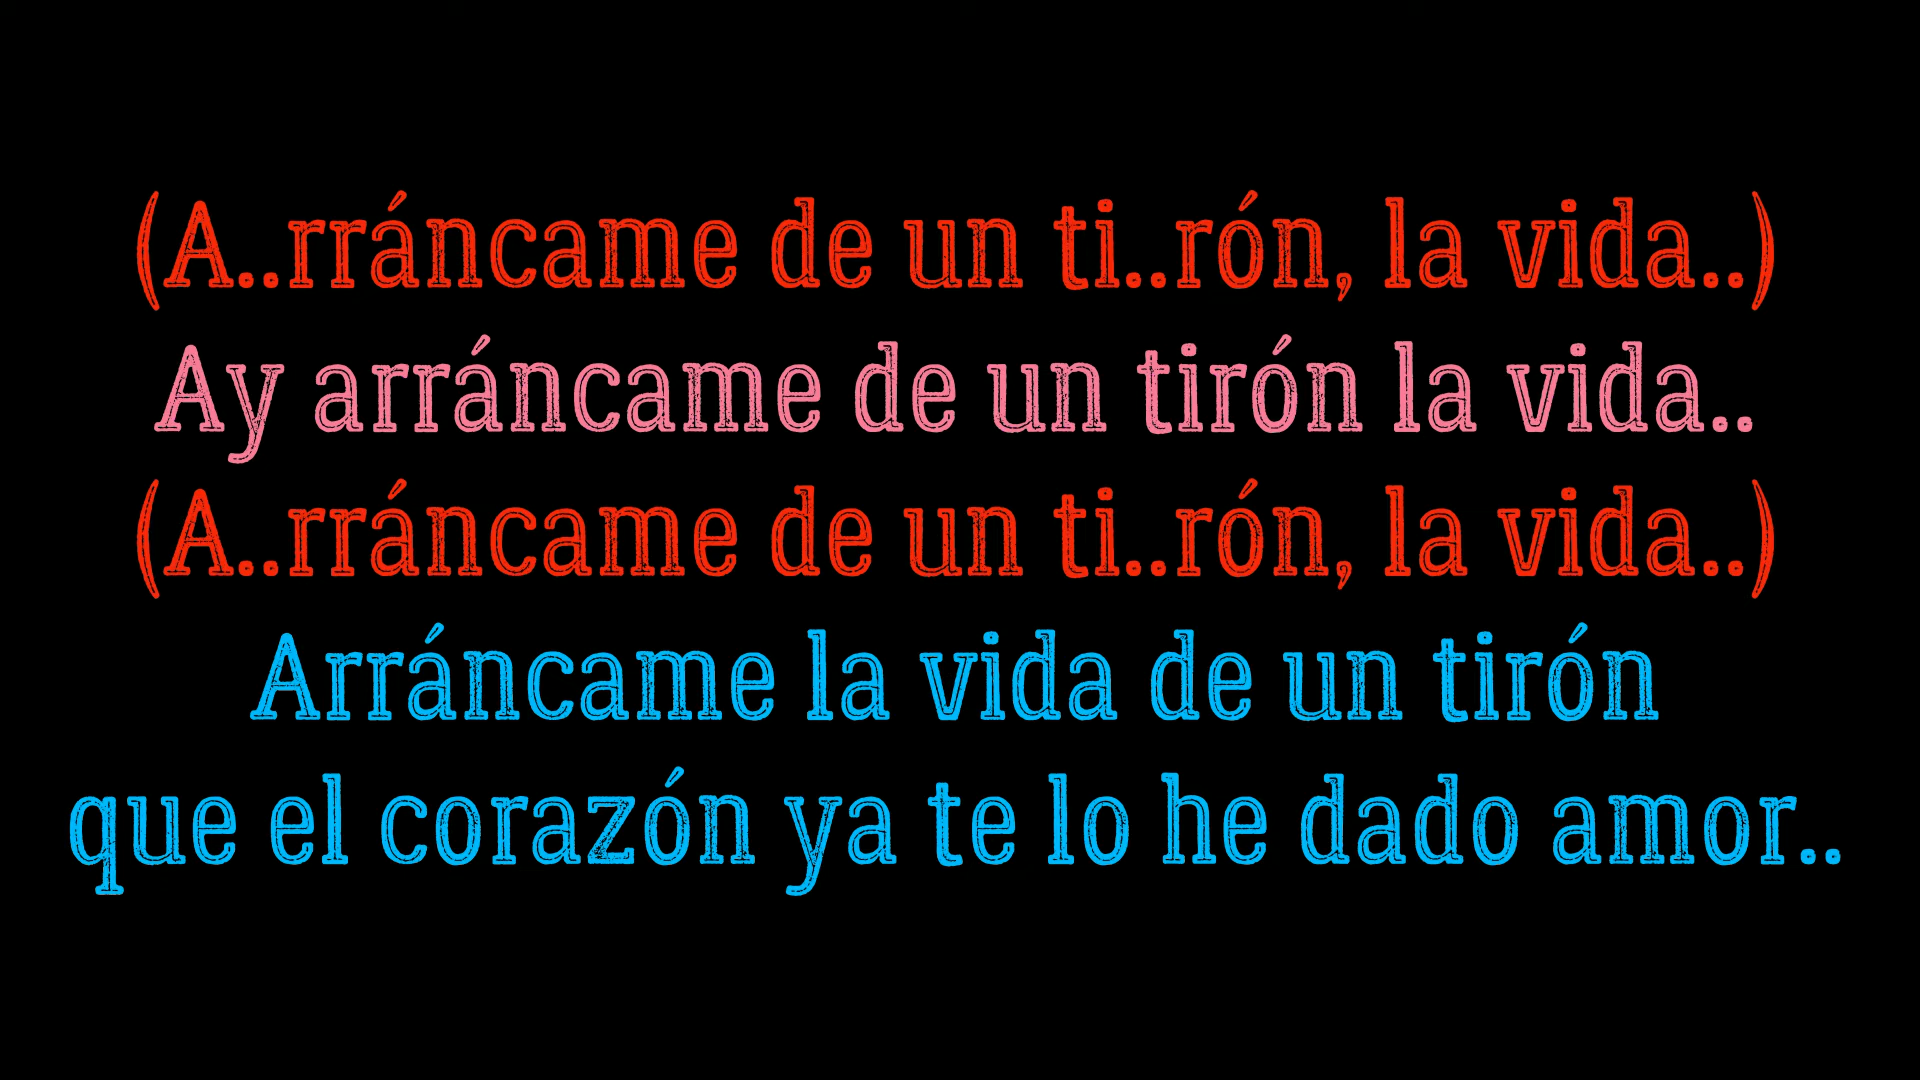 (A..rráncame de un ti..rón, la vida..)
Ay arráncame de un tirón la vida..
(A..rráncame de un ti..rón, la vida..)
Arráncame la vida de un tirón
que el corazón ya te lo he dado amor..